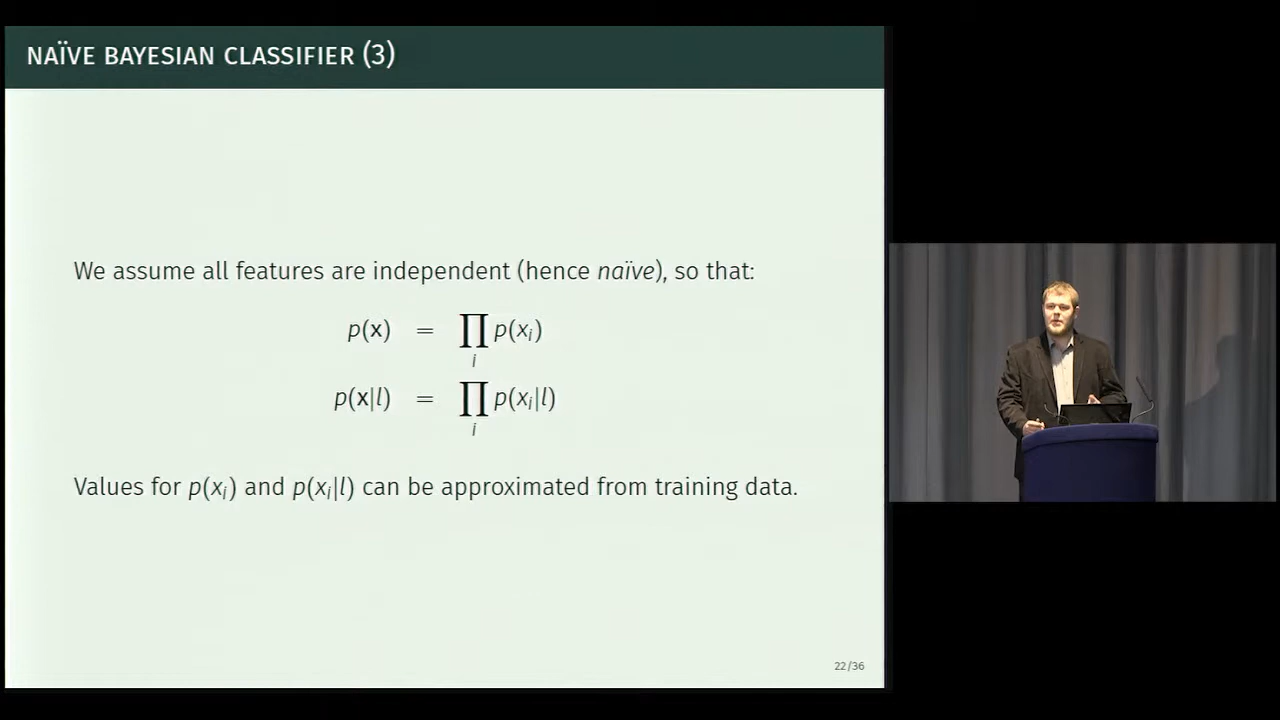 NAÏVE BAYESIAN CLASSIFIER (3)
We assume all features are independent (hence naïve), so that:
p(x) = ∏ p(xᵢ)
i
p(x|l) = ∏ p(xᵢ|l)
i
Values for p(xᵢ) and p(xᵢ|l) can be approximated from training data.
22/36